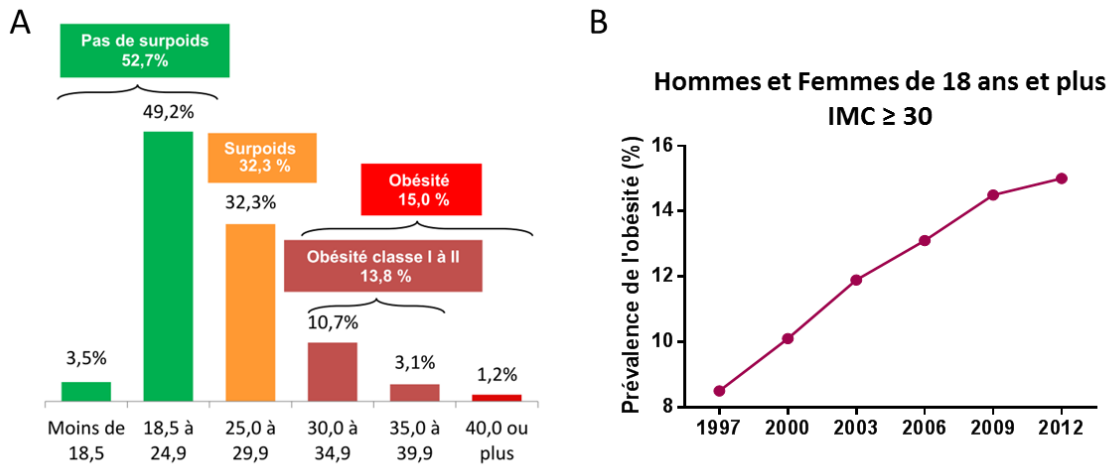 A
Pas de surpoids
52,7%
49,2%
Surpoids
32,3 %
32,3%
Obésité
15,0 %
Obésité classe I à II
13,8 %
3,5%
10,7%
3,1%
1,2%
Moins de
18,5
18,5 à
24,9
25,0 à
29,9
30,0 à
34,9
35,0 à
39,9
40,0 ou
plus
B
Hommes et Femmes de 18 ans et plus
IMC ≥ 30
Prévalence de l'obésité (%)
16
14
12
10
8
1997
2000
2003
2006
2009
2012